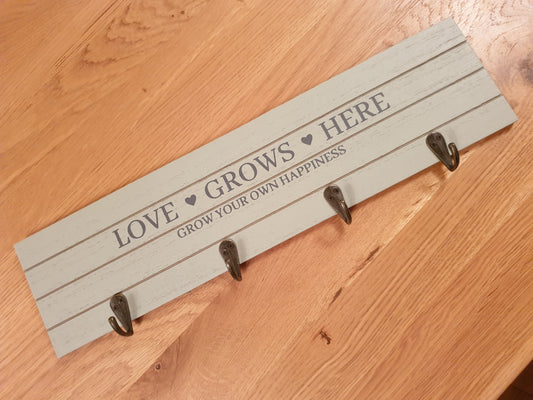 LOVE ♥ GROWS ♥ HERE
GROW YOUR OWN HAPPINESS